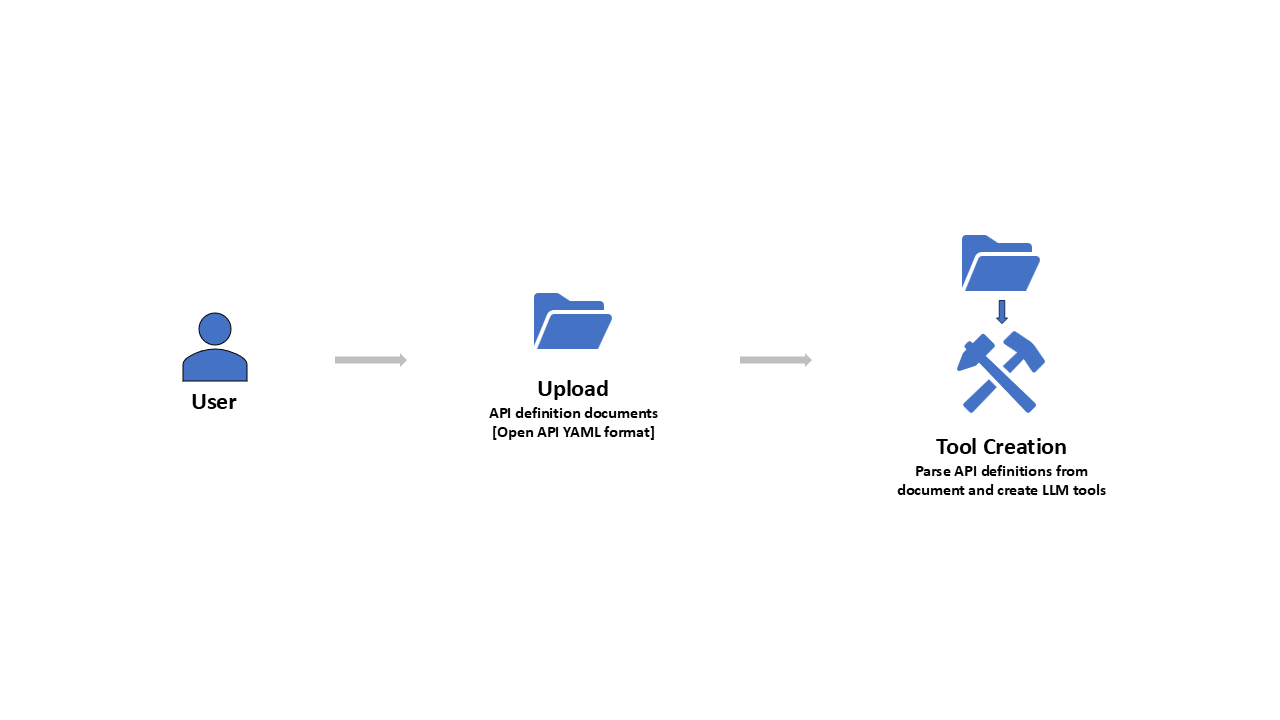 User
Upload
API definition documents
[Open API YAML format]
Tool Creation
Parse API definitions from
document and create LLM tools